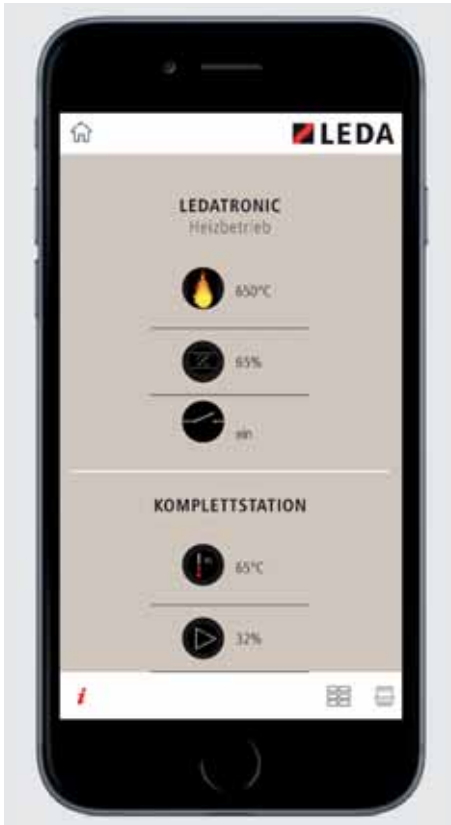 LEDA
LEDATRONIC
Heizbetrieb
650°C
65%
ein
KOMPLETTSTATION
65°C
32%
i